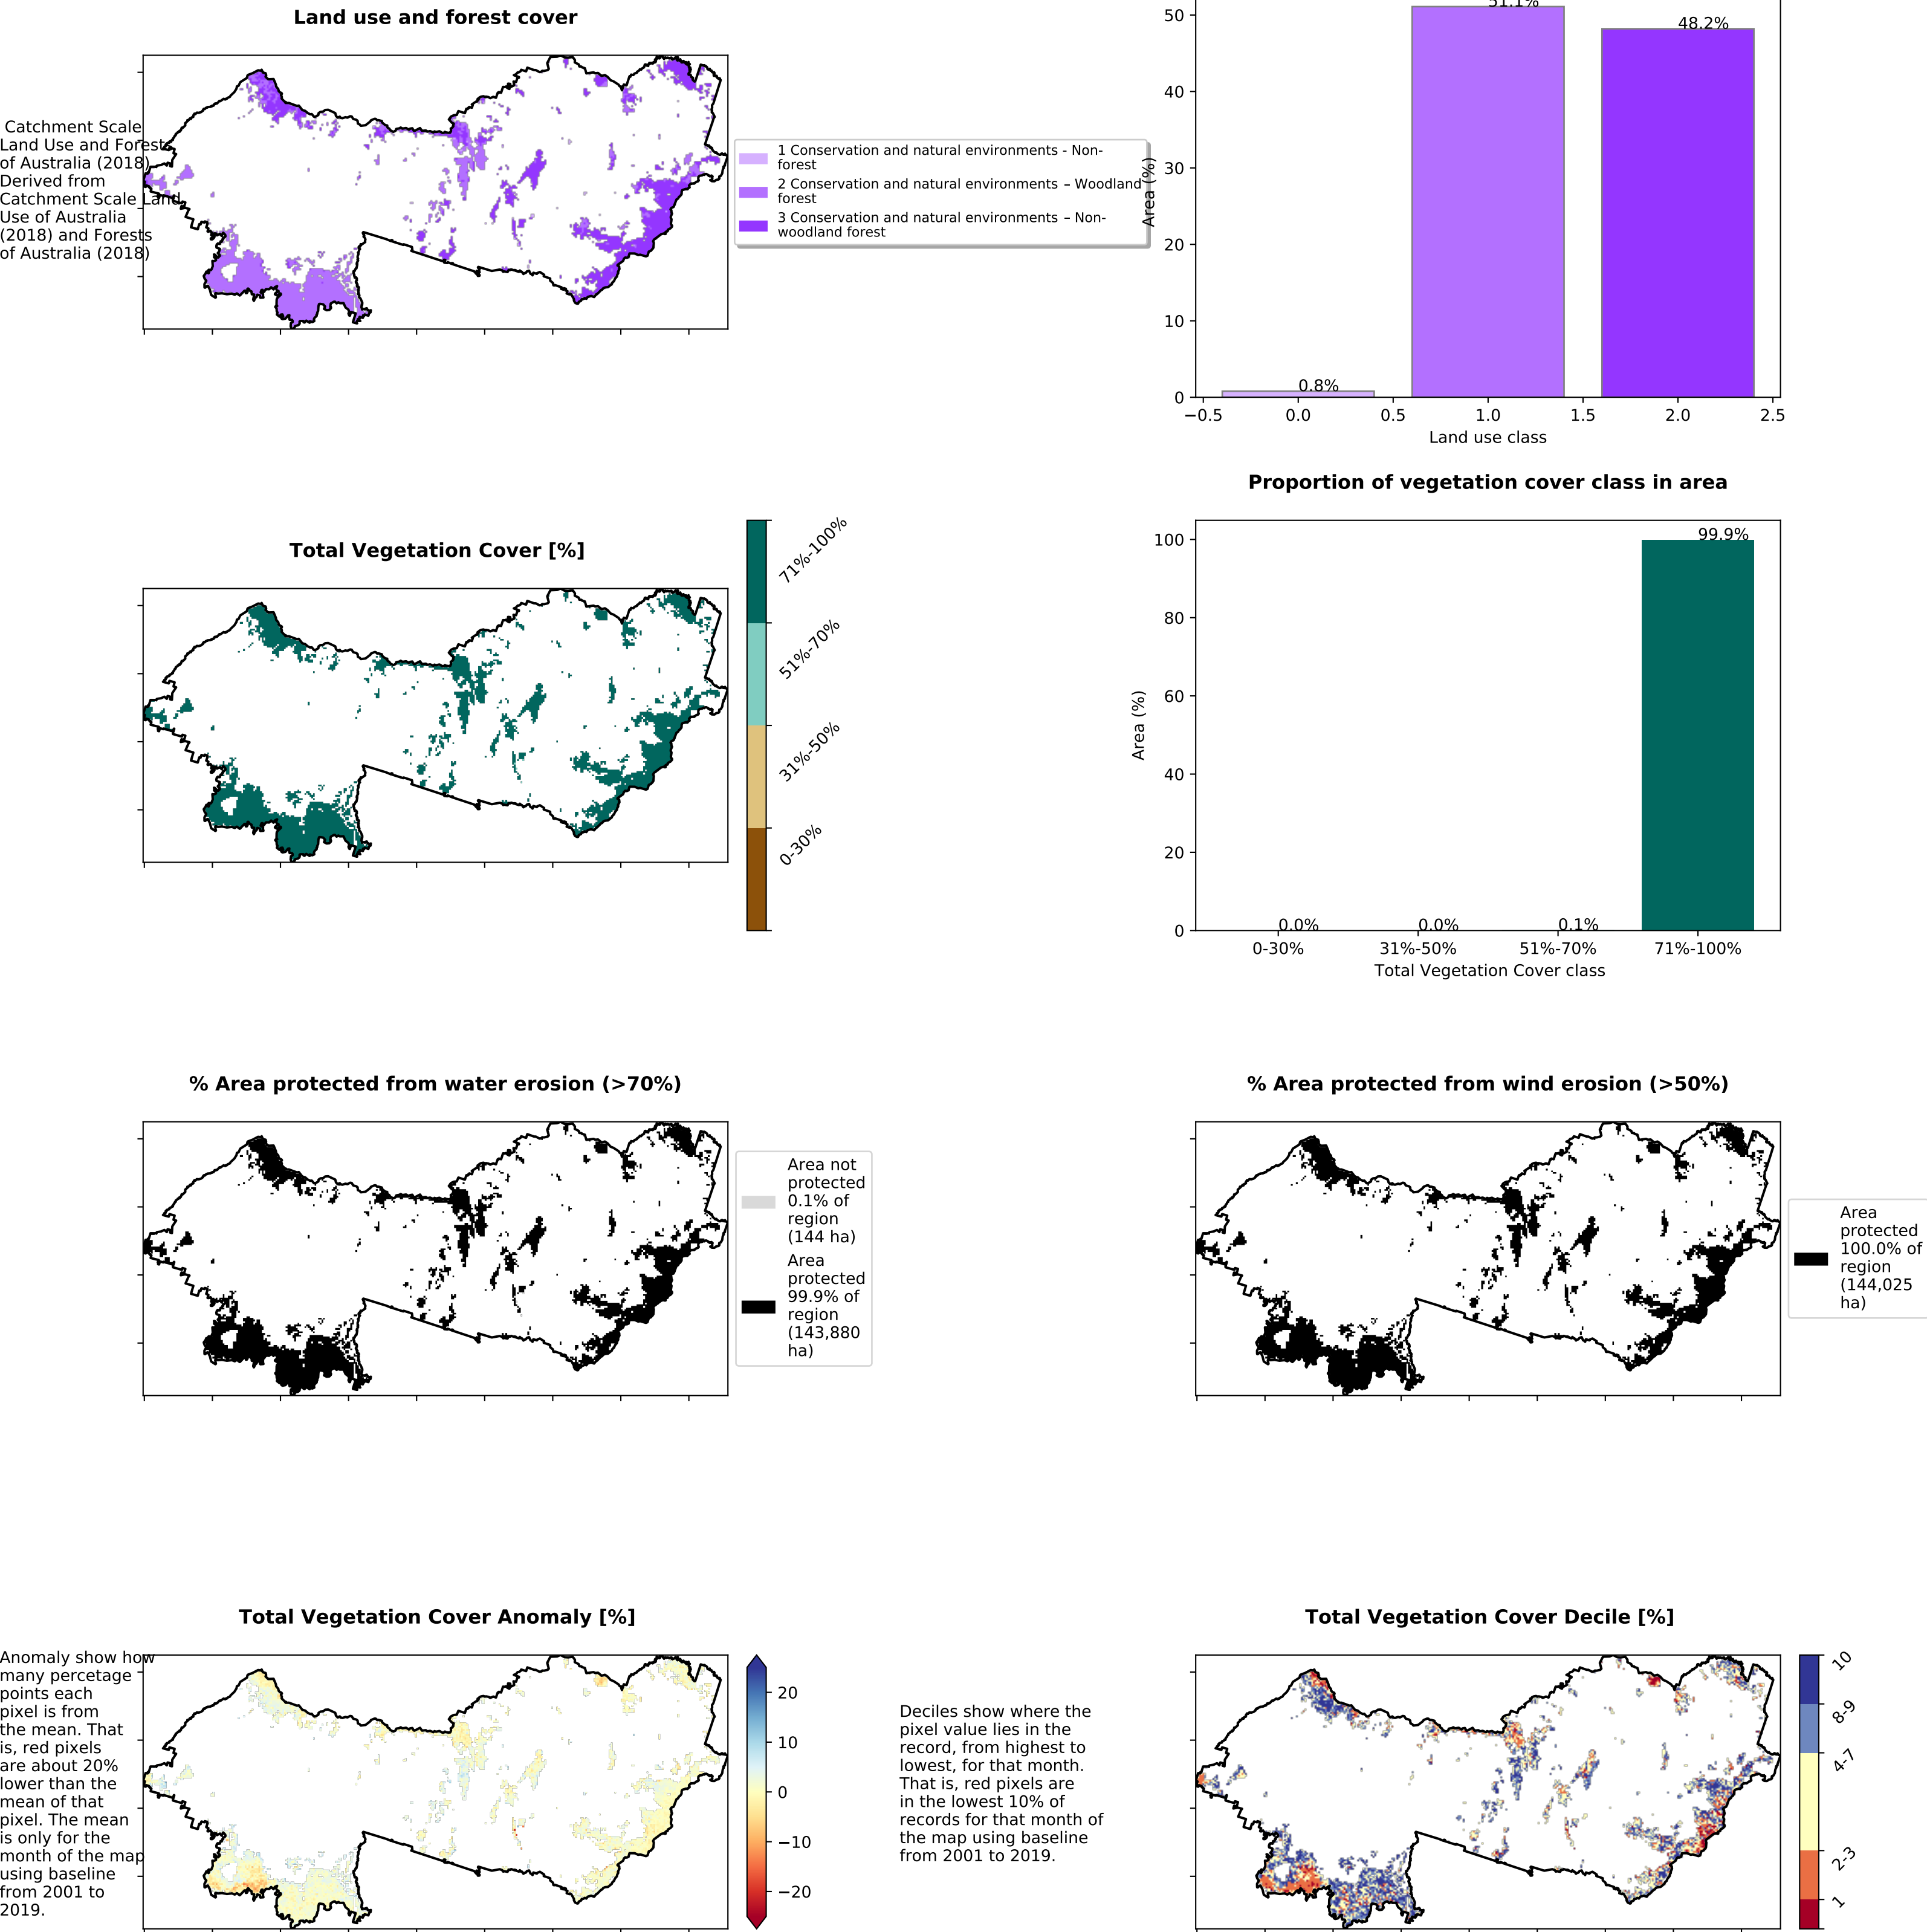 Land use and forest cover
Catchment Scale
Land Use and Forests
of Australia (2018)
Derived from
Catchment Scale Land
Use of Australia
(2018) and Forests
of Australia (2018)
1 Conservation and natural environments - Non-
forest
2 Conservation and natural environments – Woodland
forest
3 Conservation and natural environments – Non-
woodland forest
51.1%
48.2%
0.8%
50
40
30
20
10
0
Area (%)
−0.5
0.0
0.5
1.0
1.5
2.0
2.5
Land use class
Total Vegetation Cover [%]
71%-100%
51%-70%
31%-50%
0-30%
Proportion of vegetation cover class in area
99.9%
0.0%
0.0%
0.1%
100
80
60
40
20
0
Area (%)
0-30%
31%-50%
51%-70%
71%-100%
Total Vegetation Cover class
% Area protected from water erosion (>70%)
Area not
protected
0.1% of
region
(144 ha)
Area
protected
99.9% of
region
(143,880
ha)
% Area protected from wind erosion (>50%)
Area
protected
100.0% of
region
(144,025
ha)
Total Vegetation Cover Anomaly [%]
Anomaly show how
many percetage
points each
pixel is from
the mean. That
is, red pixels
are about 20%
lower than the
mean of that
pixel. The mean
is only for the
month of the map
using baseline
from 2001 to
2019.
20
10
0
−10
−20
Total Vegetation Cover Decile [%]
Deciles show where the
pixel value lies in the
record, from highest to
lowest, for that month.
That is, red pixels are
in the lowest 10% of
records for that month of
the map using baseline
from 2001 to 2019.
10
8-9
4-7
2-3
1